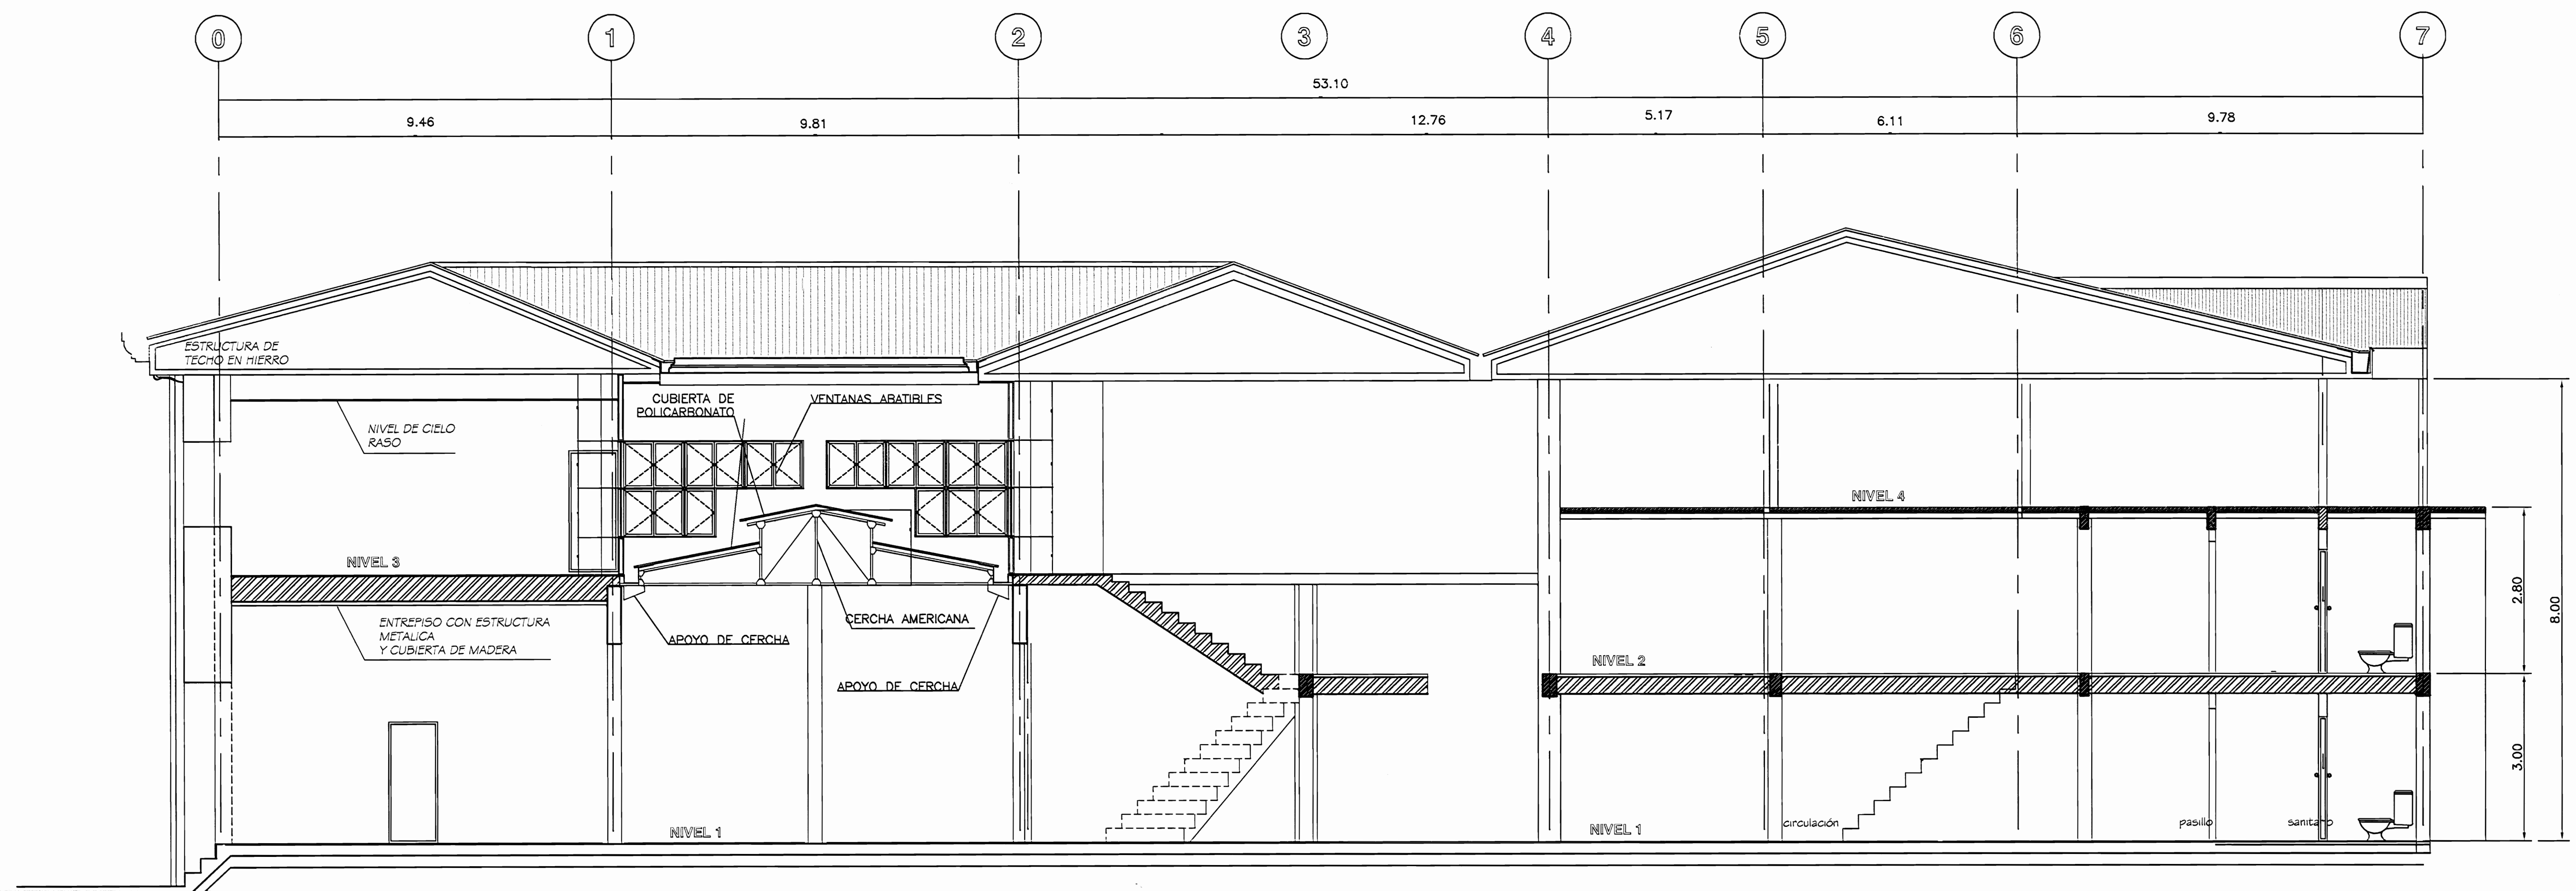 0 1 2 3 4 5 6 7
53.10
9.46 9.81 12.76 5.17 6.11 9.78
ESTRUCTURA DE
TECHO EN HIERRO
NIVEL DE CIELO
RASO
CUBIERTA DE
POLICARBONATO
VENTANAS ABATIBLES
NIVEL 4
NIVEL 3
2.80
8.00
ENTREPISO CON ESTRUCTURA
METALICA
Y CUBIERTA DE MADERA
CERCHA AMERICANA
APOYO DE CERCHA
APOYO DE CERCHA
NIVEL 2
3.00
NIVEL 1
NIVEL 1
circulación
pasillo
sanitario